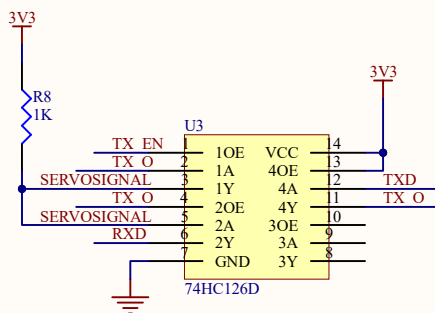 3V3
R8
1K
3V3
U3
TX_EN 1 1OE VCC 14
TX_O 2 1A 4OE 13
SERVOSIGNAL 3 1Y 4A 12 TXD
TX_O 4 2OE 4Y 11 TX_O
SERVOSIGNAL 5 2A 3OE 10
RXD 6 2Y 3A 9
7 GND 3Y 8
74HC126D